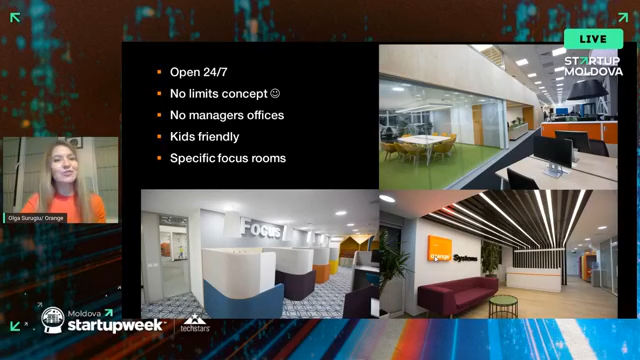 LIVE
STARTUP
MOLDOVA
Open 24/7
No limits concept ☺
No managers offices
Kids friendly
Specific focus rooms
Olga Surugiu/ Orange
Focus
orange
Systems
Moldova
startupweek
techstars